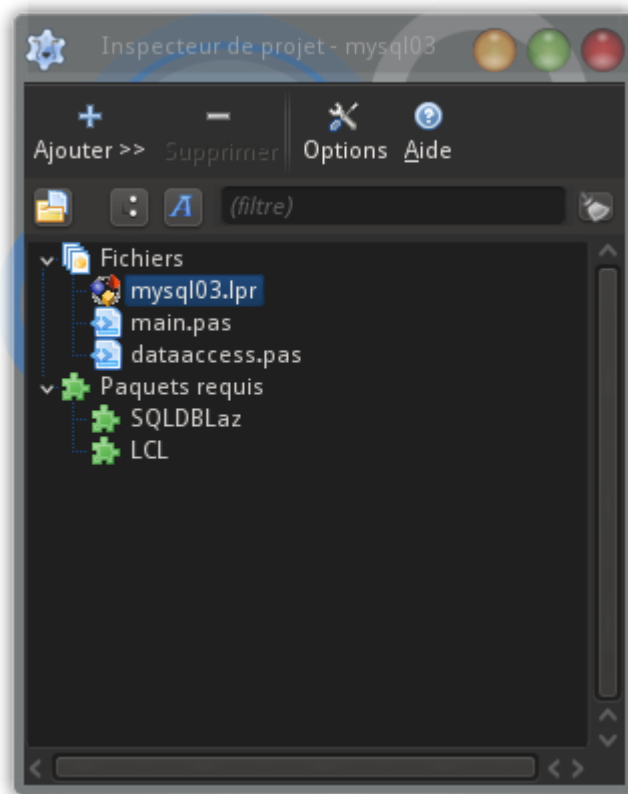 Inspecteur de projet - mysql03
Ajouter >> Supprimer Options Aide
A (filtre)
Fichiers
mysql03.lpr
main.pas
dataaccess.pas
Paquets requis
SQLDBLaz
LCL